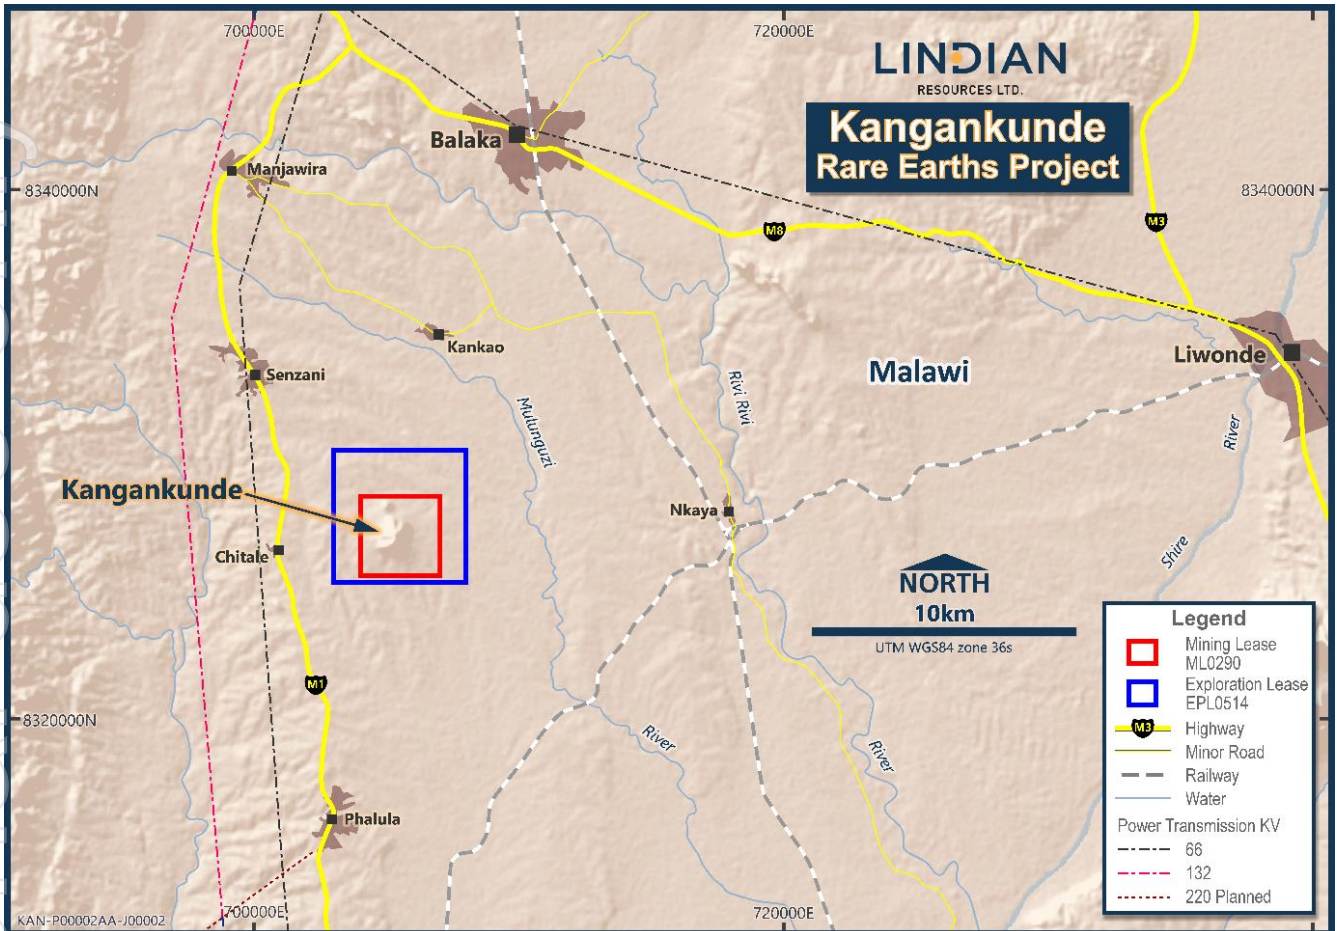 700000E
720000E
LINDIAN
RESOURCES LTD.
Kangankunde
Rare Earths Project
Balaka
Manjawira
8340000N
8340000N
M3
M8
Kankao
Liwonde
Malawi
Senzani
Rivi Rivi
Mulunguzi
River
Kangankunde
Nkaya
Chitale
Shire
NORTH
10km
UTM WGS84 zone 36s
M1
8320000N
River
River
Phalula
Legend
Mining Lease
ML0290
Exploration Lease
EPL0514
M3 Highway
Minor Road
Railway
Water
Power Transmission KV
66
132
220 Planned
700000E
720000E
KAN-P00002AA-J00002